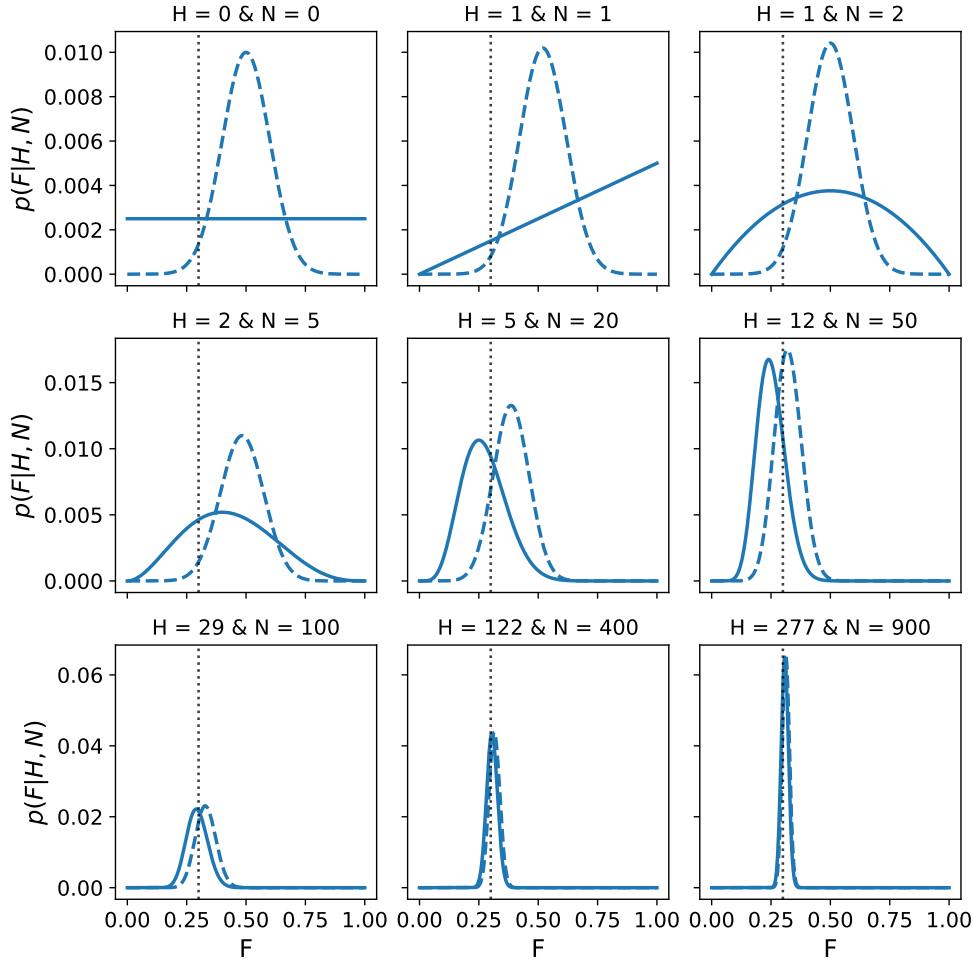 H = 0 & N = 0
H = 1 & N = 1
H = 1 & N = 2
p(F|H, N)
0.010
0.008
0.006
0.004
0.002
0.000
H = 2 & N = 5
H = 5 & N = 20
H = 12 & N = 50
p(F|H, N)
0.015
0.010
0.005
0.000
H = 29 & N = 100
H = 122 & N = 400
H = 277 & N = 900
p(F|H, N)
0.06
0.04
0.02
0.00
0.00 0.25 0.50 0.75 1.00
0.00 0.25 0.50 0.75 1.00
0.00 0.25 0.50 0.75 1.00
F
F
F